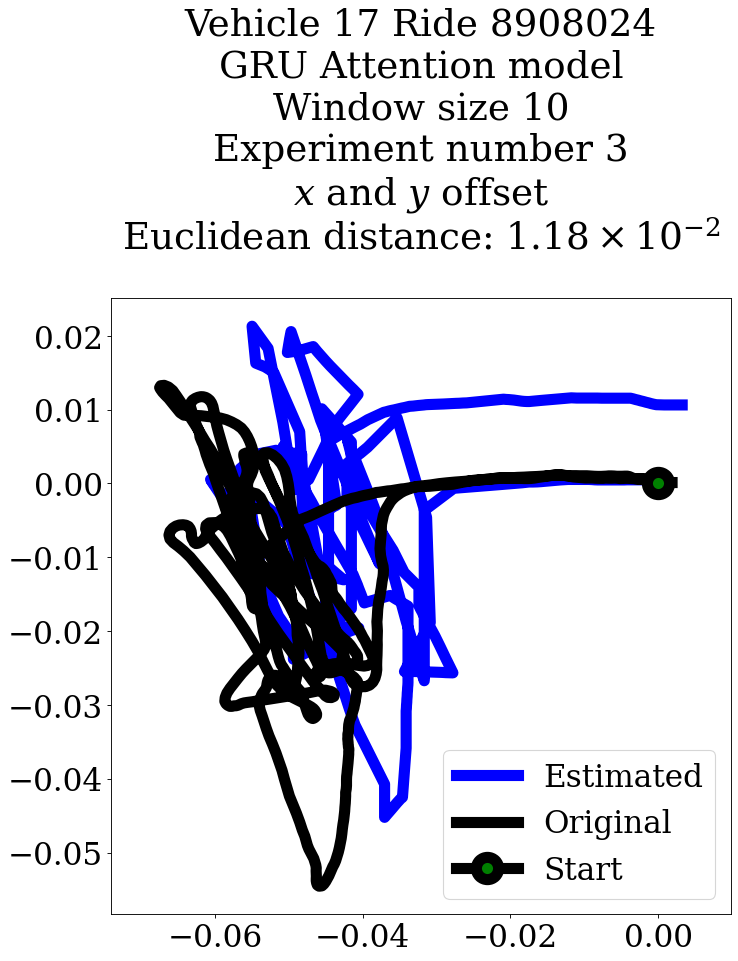 Vehicle 17 Ride 8908024
GRU Attention model
Window size 10
Experiment number 3
x and y offset
Euclidean distance: 1.18 × 10⁻²
0.02
0.01
0.00
−0.01
−0.02
−0.03
−0.04
−0.05
Estimated
Original
Start
−0.06 −0.04 −0.02 0.00